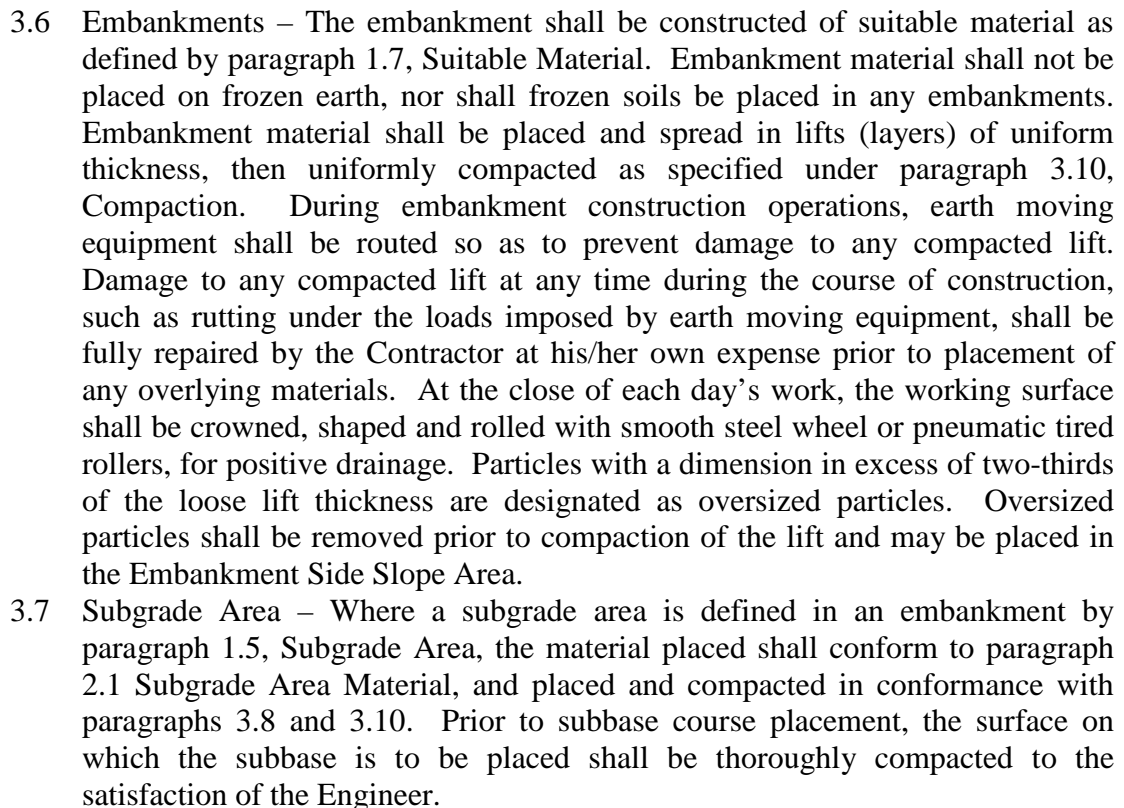 3.6 Embankments – The embankment shall be constructed of suitable material as
defined by paragraph 1.7, Suitable Material. Embankment material shall not be
placed on frozen earth, nor shall frozen soils be placed in any embankments.
Embankment material shall be placed and spread in lifts (layers) of uniform
thickness, then uniformly compacted as specified under paragraph 3.10,
Compaction. During embankment construction operations, earth moving
equipment shall be routed so as to prevent damage to any compacted lift.
Damage to any compacted lift at any time during the course of construction,
such as rutting under the loads imposed by earth moving equipment, shall be
fully repaired by the Contractor at his/her own expense prior to placement of
any overlying materials. At the close of each day’s work, the working surface
shall be crowned, shaped and rolled with smooth steel wheel or pneumatic tired
rollers, for positive drainage. Particles with a dimension in excess of two-thirds
of the loose lift thickness are designated as oversized particles. Oversized
particles shall be removed prior to compaction of the lift and may be placed in
the Embankment Side Slope Area.
3.7 Subgrade Area – Where a subgrade area is defined in an embankment by
paragraph 1.5, Subgrade Area, the material placed shall conform to paragraph
2.1 Subgrade Area Material, and placed and compacted in conformance with
paragraphs 3.8 and 3.10. Prior to subbase course placement, the surface on
which the subbase is to be placed shall be thoroughly compacted to the
satisfaction of the Engineer.